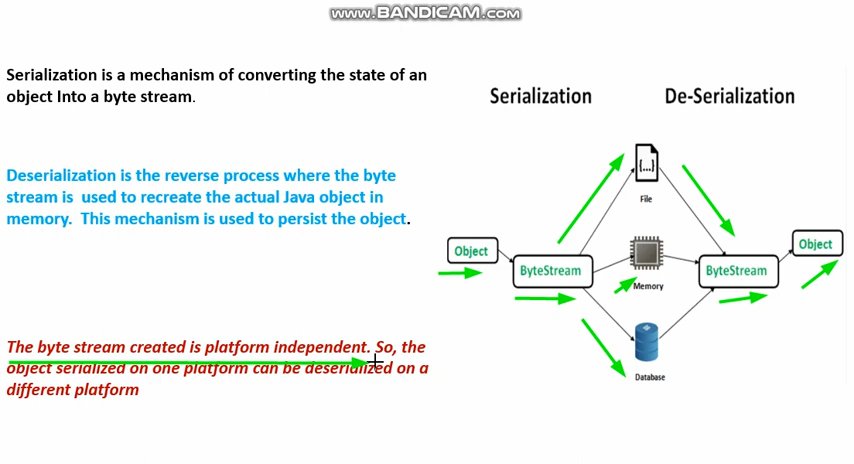 www.BANDICAM.com
Serialization is a mechanism of converting the state of an
object Into a byte stream.
Serialization
De-Serialization
Deserialization is the reverse process where the byte
stream is used to recreate the actual Java object in
memory. This mechanism is used to persist the object.
{...}
File
Object
ByteStream
Memory
ByteStream
Object
Database
The byte stream created is platform independent. So, the
object serialized on one platform can be deserialized on a
different platform